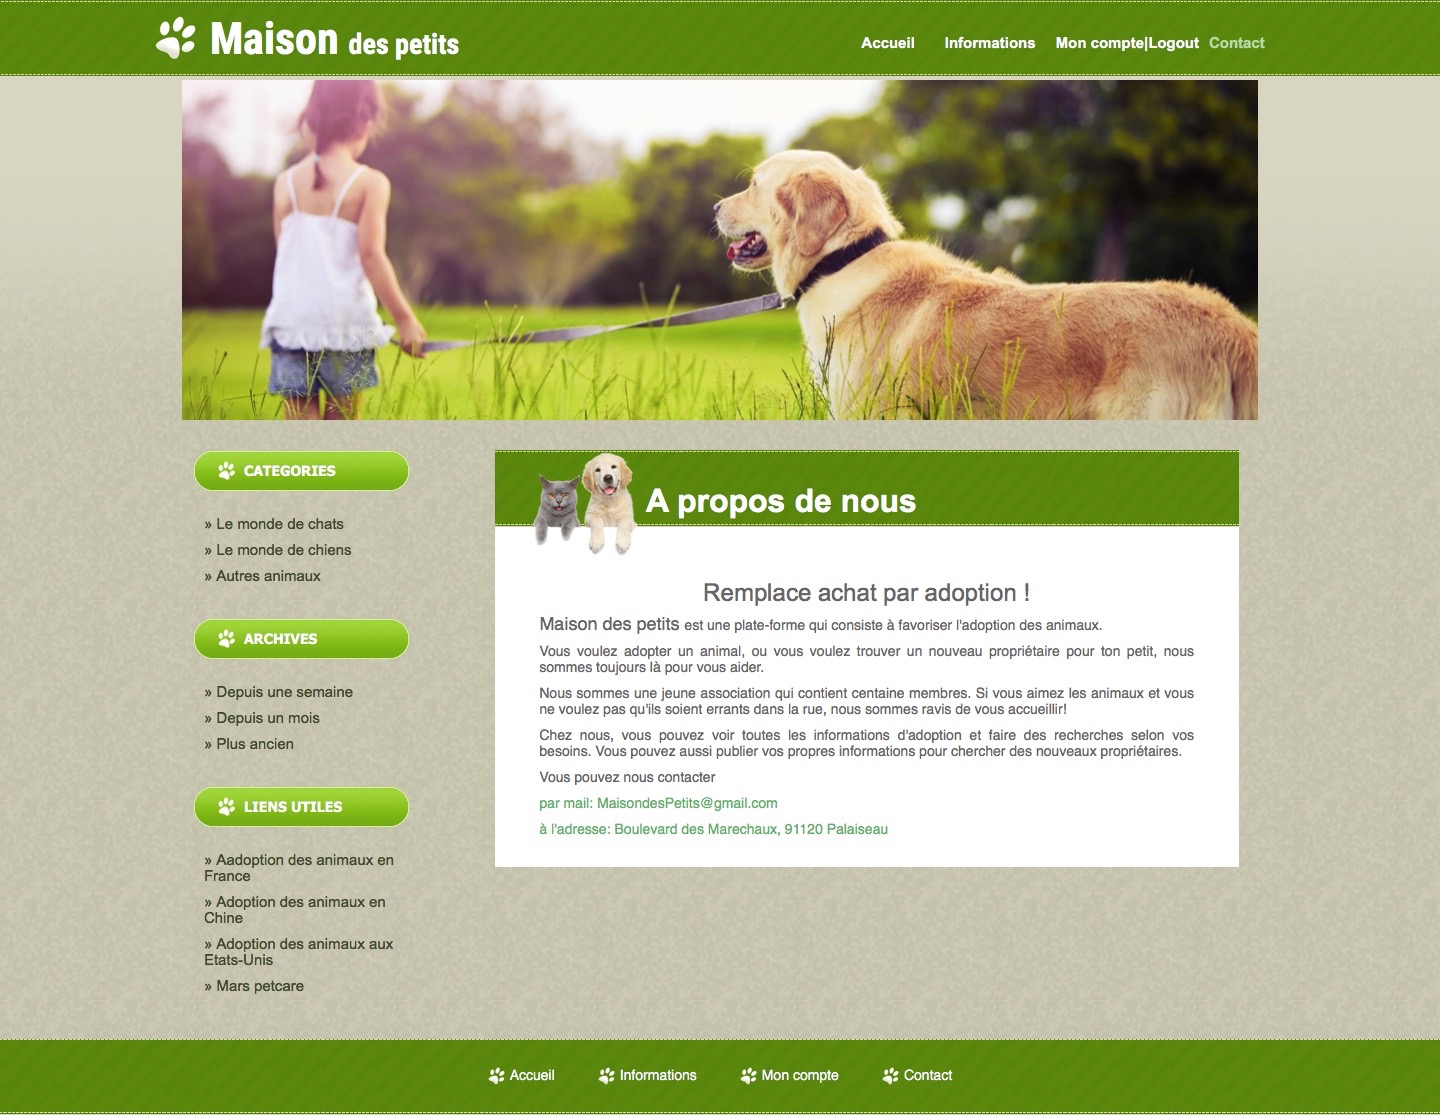 Maison des petits
Accueil Informations Mon compte|Logout Contact
CATEGORIES
» Le monde de chats
» Le monde de chiens
» Autres animaux
ARCHIVES
» Depuis une semaine
» Depuis un mois
» Plus ancien
LIENS UTILES
» Aadoption des animaux en
France
» Adoption des animaux en
Chine
» Adoption des animaux aux
Etats-Unis
» Mars petcare
A propos de nous
Remplace achat par adoption !
Maison des petits est une plate-forme qui consiste à favoriser l'adoption des animaux.
Vous voulez adopter un animal, ou vous voulez trouver un nouveau propriétaire pour ton petit, nous
sommes toujours là pour vous aider.
Nous sommes une jeune association qui contient centaine membres. Si vous aimez les animaux et vous
ne voulez pas qu'ils soient errants dans la rue, nous sommes ravis de vous accueillir!
Chez nous, vous pouvez voir toutes les informations d'adoption et faire des recherches selon vos
besoins. Vous pouvez aussi publier vos propres informations pour chercher des nouveaux propriétaires.
Vous pouvez nous contacter
par mail: MaisondesPetits@gmail.com
à l'adresse: Boulevard des Marechaux, 91120 Palaiseau
Accueil Informations Mon compte Contact